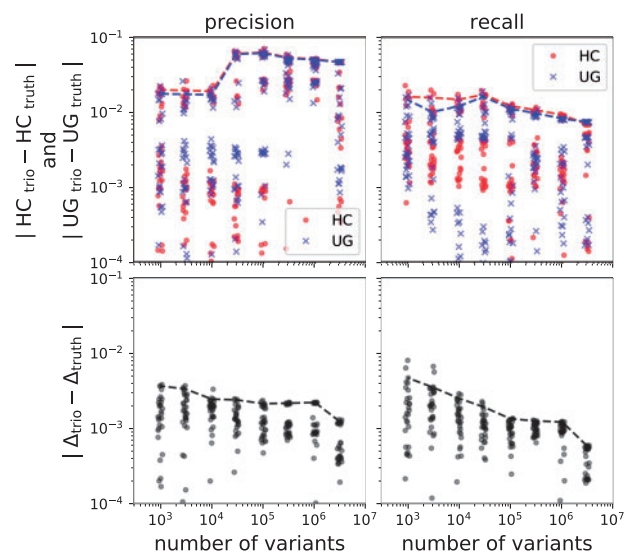 precision
recall
| HC trio − HC truth |
and
| UG trio − UG truth |
10⁻¹
10⁻²
10⁻³
10⁻⁴
HC
UG
HC
UG
| Δtrio − Δtruth |
10⁻¹
10⁻²
10⁻³
10⁻⁴
10³ 10⁴ 10⁵ 10⁶ 10⁷
10³ 10⁴ 10⁵ 10⁶ 10⁷
number of variants
number of variants